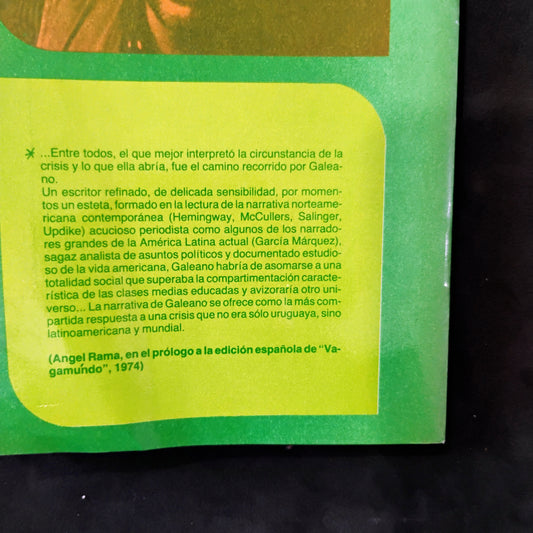 * ...Entre todos, el que mejor interpretó la circunstancia de la
crisis y lo que ella abría, fue el camino recorrido por Galea-
no.
Un escritor refinado, de delicada sensibilidad, por momen-
tos un esteta, formado en la lectura de la narrativa norteame-
ricana contemporánea (Hemingway, McCullers, Salinger,
Updike) acucioso periodista como algunos de los narrado-
res grandes de la América Latina actual (García Márquez),
sagaz analista de asuntos políticos y documentado estudio-
so de la vida americana, Galeano habría de asomarse a una
totalidad social que superaba la compartimentación caracte-
rística de las clases medias educadas y avizoraría otro uni-
verso... La narrativa de Galeano se ofrece como la más com-
partida respuesta a una crisis que no era sólo uruguaya, sino
latinoamericana y mundial.
(Angel Rama, en el prólogo a la edición española de "Va-
gamúndo", 1974)